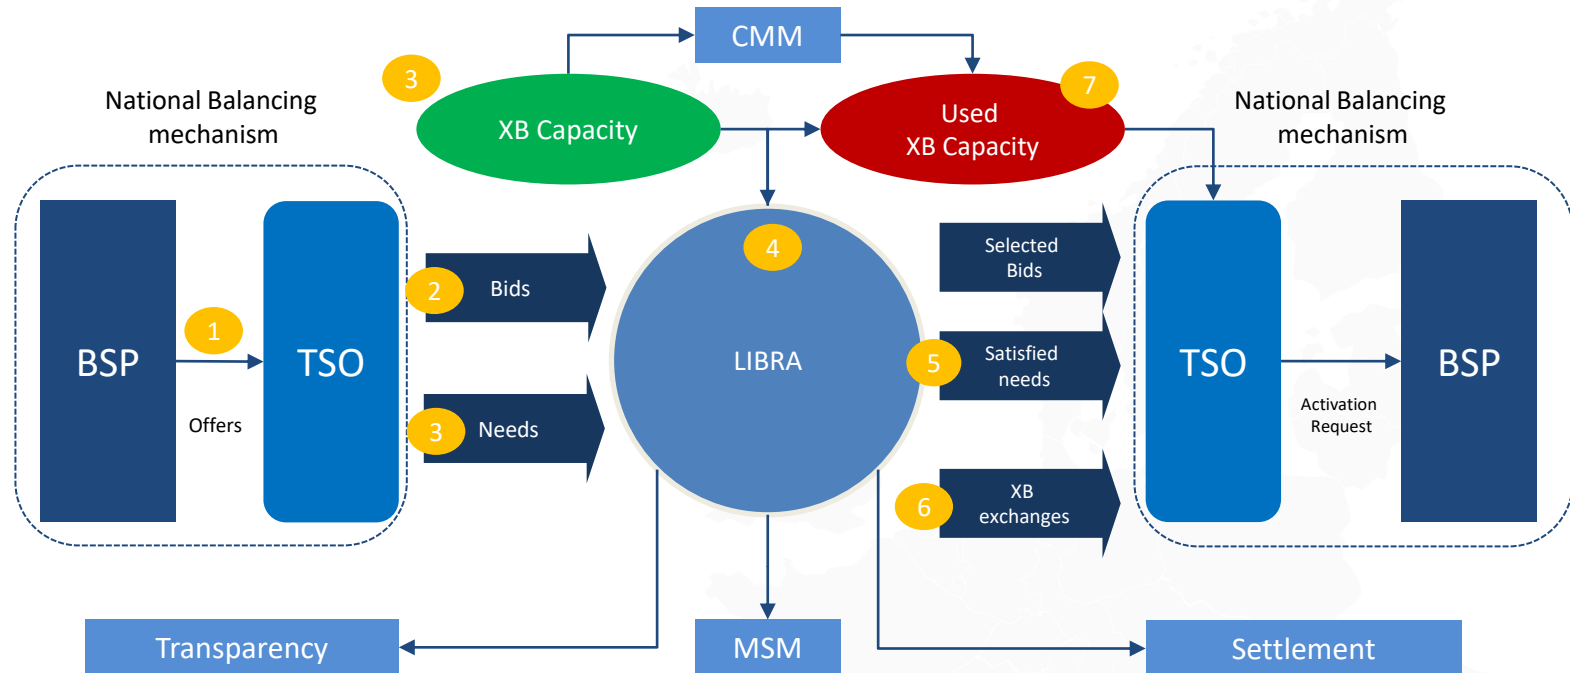 CMM
3
7
National Balancing
mechanism
XB Capacity
Used
XB Capacity
National Balancing
mechanism
4
Selected
Bids
2
Bids
1
BSP
TSO
Offers
LIBRA
5
Satisfied
needs
TSO
BSP
Activation
Request
3
Needs
6
XB
exchanges
Transparency
MSM
Settlement